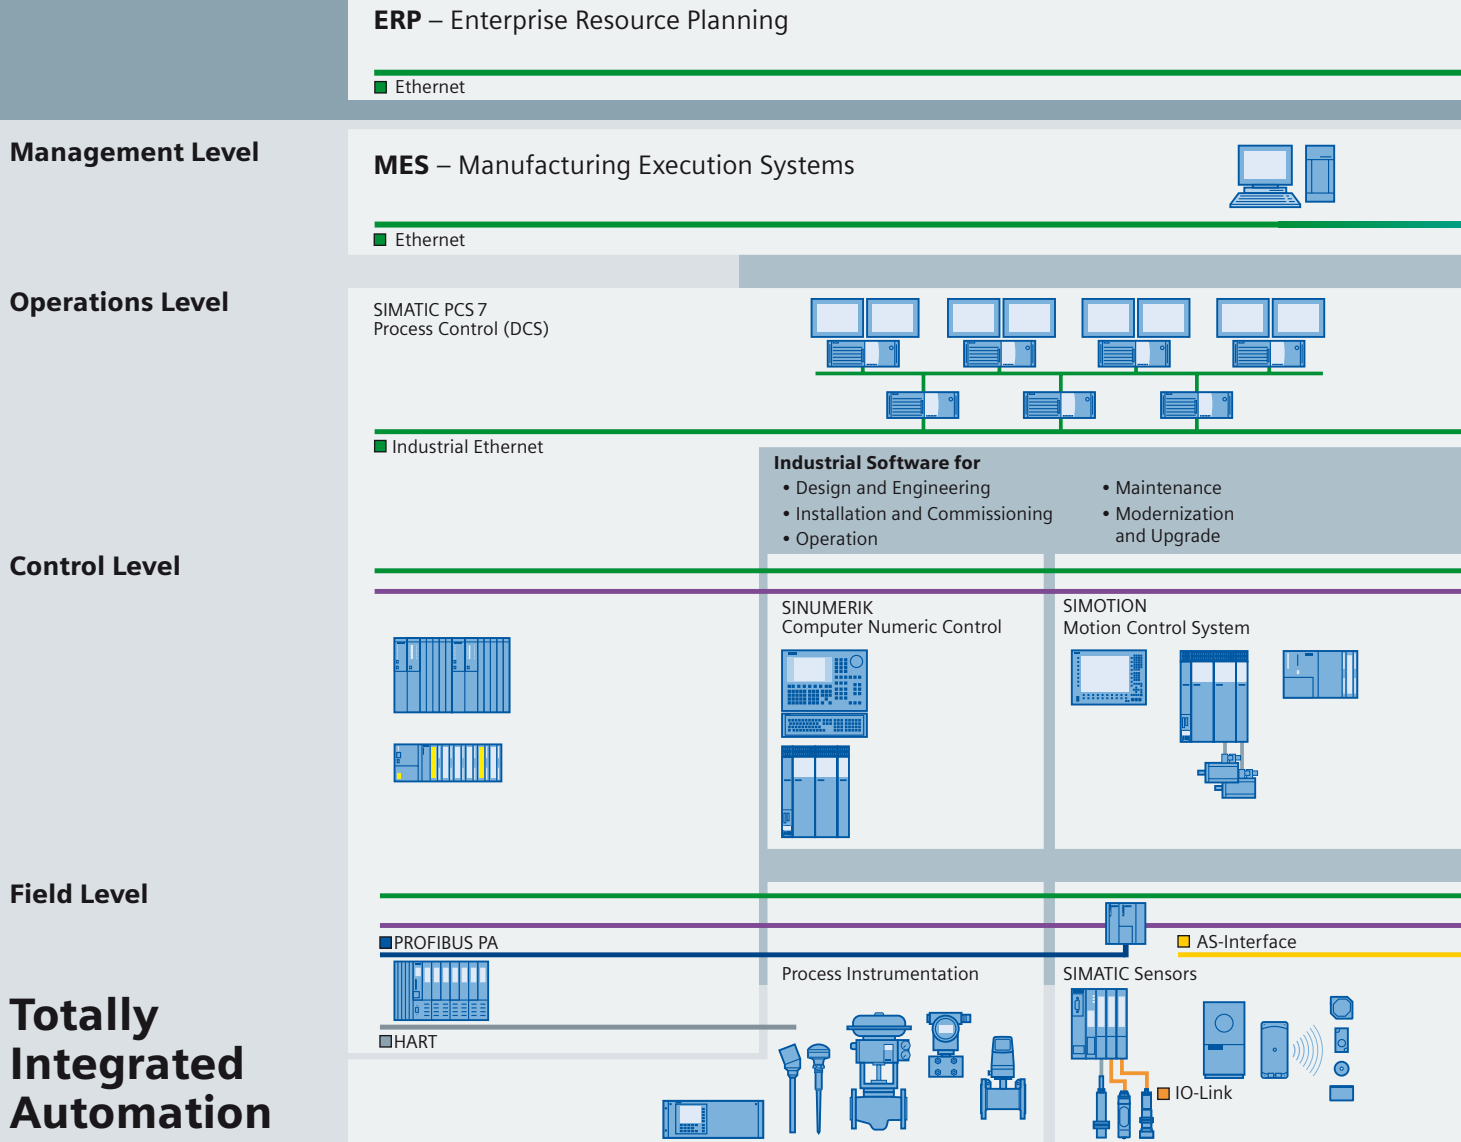 ERP – Enterprise Resource Planning
Ethernet
Management Level
MES – Manufacturing Execution Systems
Ethernet
Operations Level
SIMATIC PCS 7
Process Control (DCS)
Industrial Ethernet
Industrial Software for
• Design and Engineering
• Installation and Commissioning
• Operation
• Maintenance
• Modernization
and Upgrade
Control Level
SINUMERIK
Computer Numeric Control
SIMOTION
Motion Control System
Field Level
PROFIBUS PA
AS-Interface
Process Instrumentation
SIMATIC Sensors
HART
IO-Link
Totally
Integrated
Automation